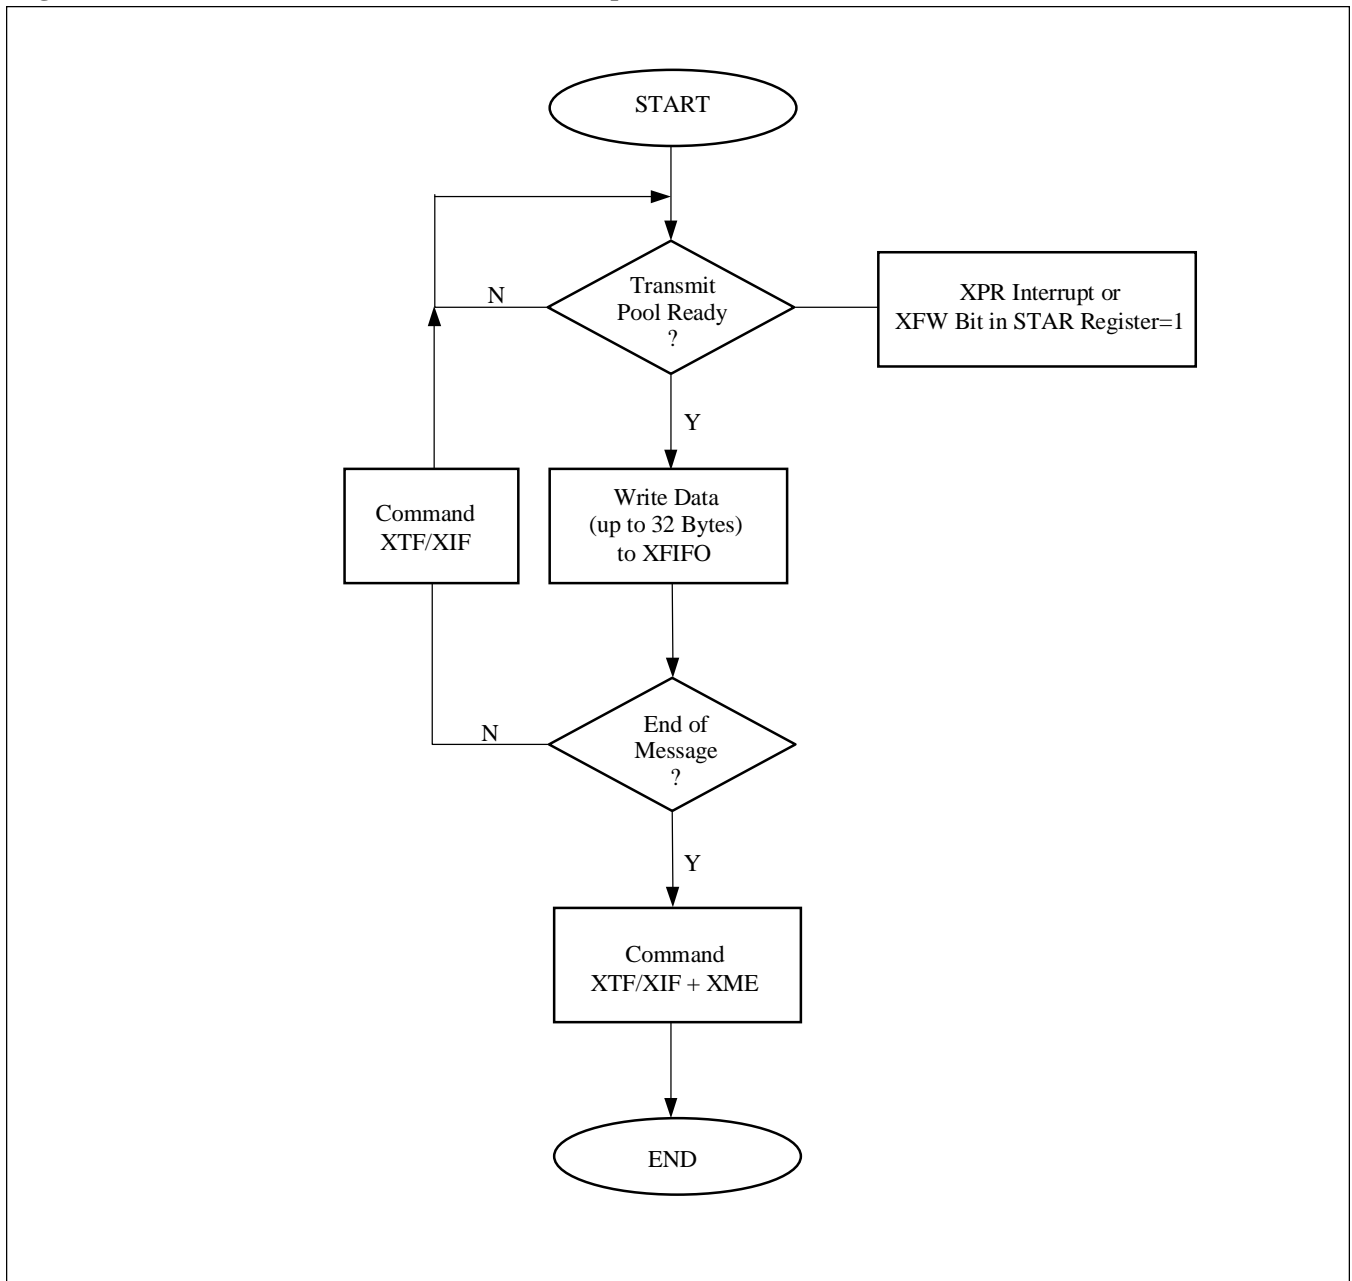 START
Transmit
Pool Ready
?
N
XPR Interrupt or
XFW Bit in STAR Register=1
Y
Command
XTF/XIF
Write Data
(up to 32 Bytes)
to XFIFO
End of
Message
?
N
Y
Command
XTF/XIF + XME
END